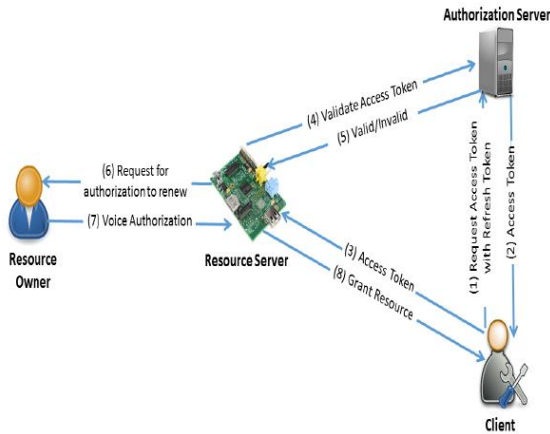 Authorization Server
(4) Validate Access Token
(5) Valid/Invalid
(6) Request for
authorization to renew
(7) Voice Authorization
Resource
Owner
Resource Server
(3) Access Token
(8) Grant Resource
(1) Request Access Token
with Refresh Token
(2) Access Token
Client